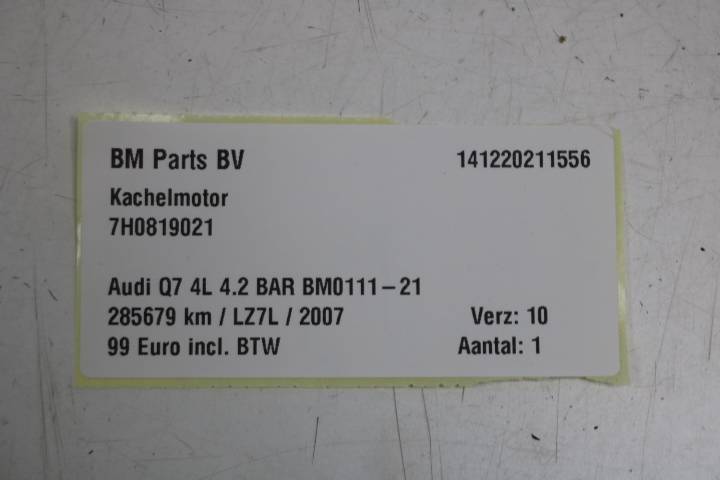 BM Parts BV 141220211556
Kachelmotor
7H0819021
Audi Q7 4L 4.2 BAR BM0111-21
285679 km / LZ7L / 2007 Verz: 10
99 Euro incl. BTW Aantal: 1